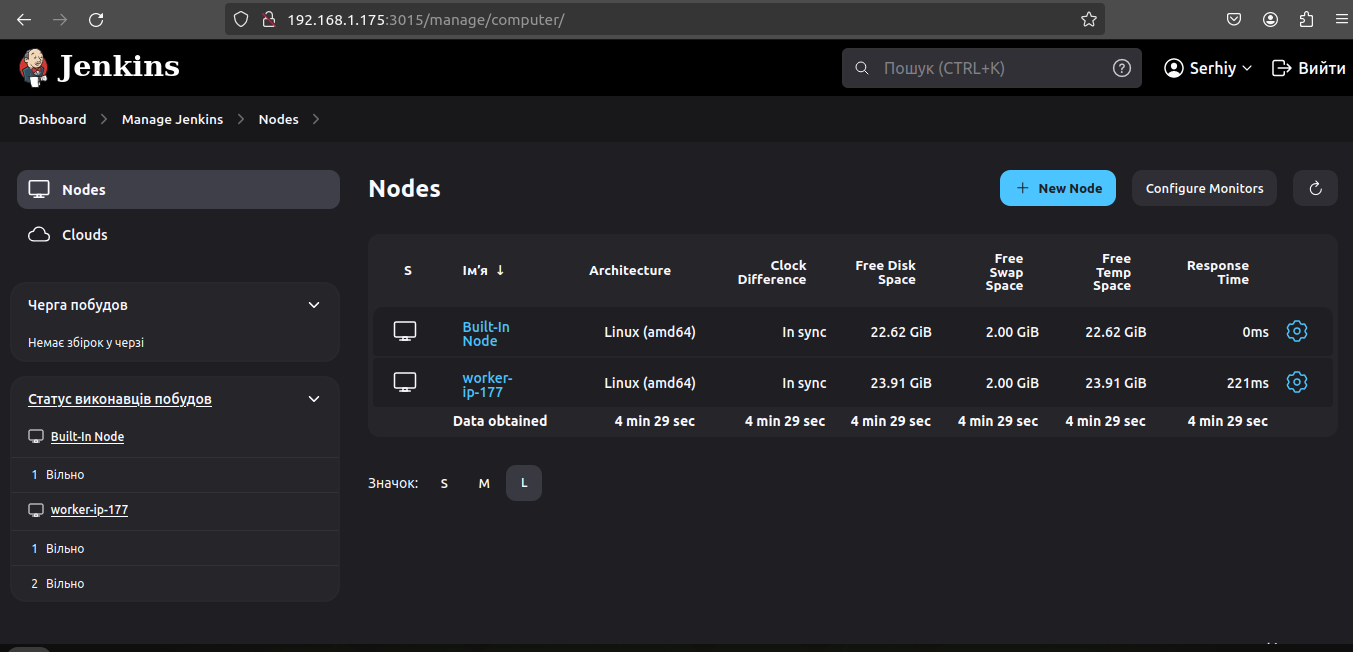 192.168.1.175:3015/manage/computer/
Jenkins
Пошук (CTRL+K)
Serhiy
Вийти
Dashboard
Manage Jenkins
Nodes
Nodes
Clouds
Черга побудов
Немає збірок у черзі
Статус виконавців побудов
Built-In Node
1 Вільно
worker-ip-177
1 Вільно
2 Вільно
Nodes
+ New Node
Configure Monitors
S
Ім’я ↓
Architecture
Clock
Difference
Free Disk
Space
Free
Swap
Space
Free
Temp
Space
Response
Time
Built-In
Node
Linux (amd64)
In sync
22.62 GiB
2.00 GiB
22.62 GiB
0ms
worker-
ip-177
Linux (amd64)
In sync
23.91 GiB
2.00 GiB
23.91 GiB
221ms
Data obtained
4 min 29 sec
4 min 29 sec
4 min 29 sec
4 min 29 sec
4 min 29 sec
4 min 29 sec
Значок:
S
M
L